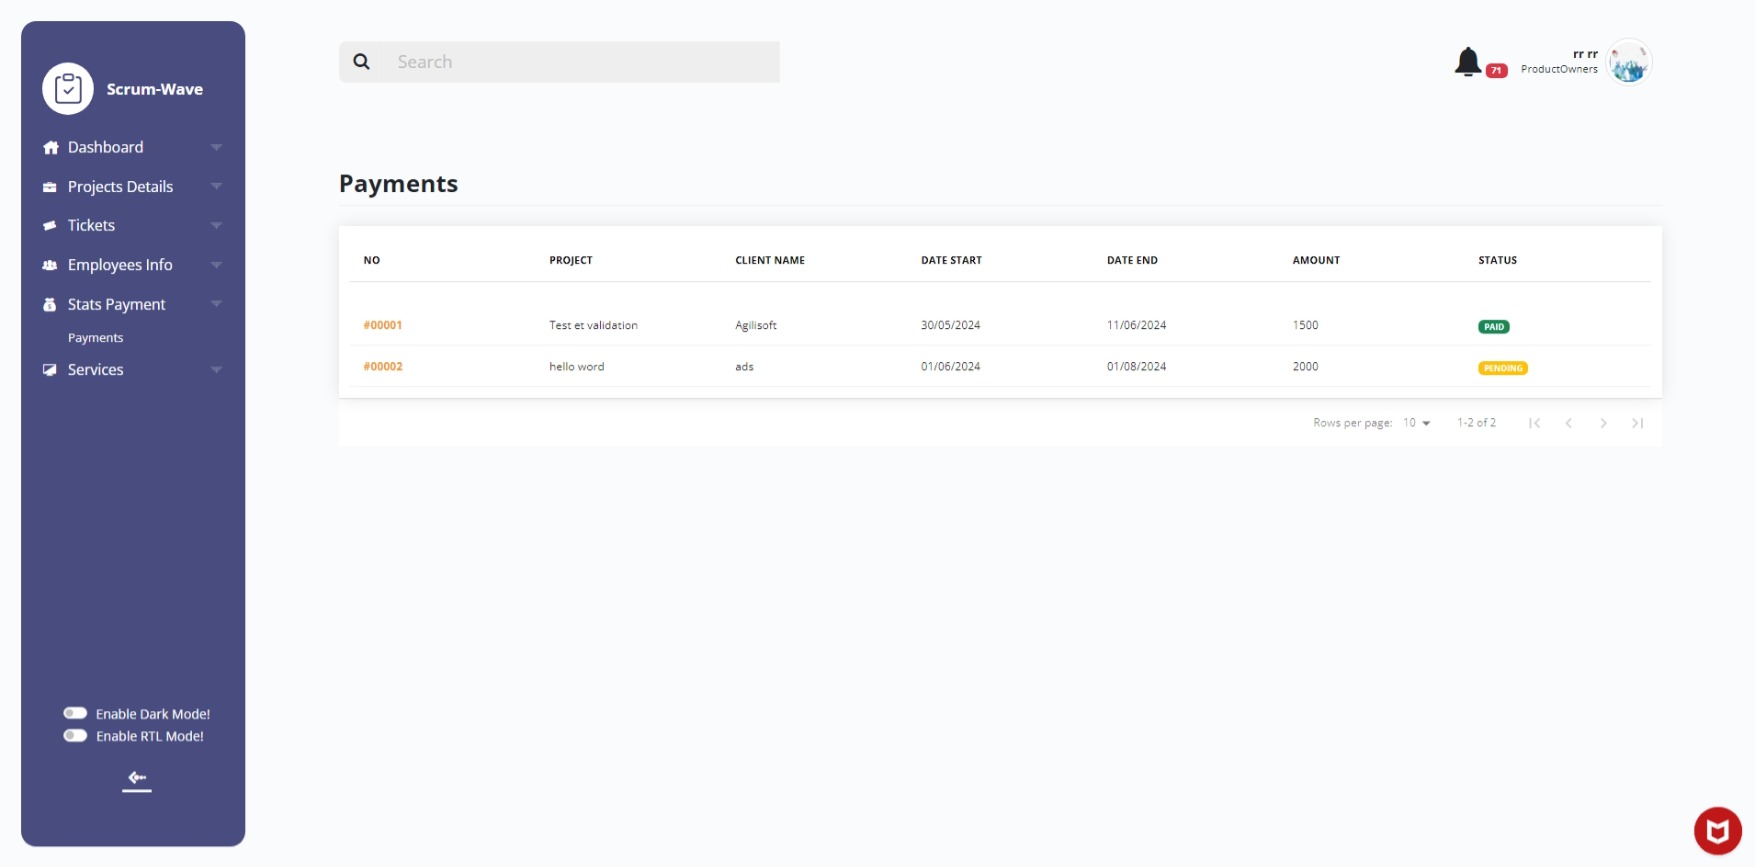 Scrum-Wave
Dashboard
Projects Details
Tickets
Employees Info
Stats Payment
Payments
Services
Enable Dark Mode!
Enable RTL Mode!
Search
71
rr rr
ProductOwners
Payments
NO PROJECT CLIENT NAME DATE START DATE END AMOUNT STATUS
#00001 Test et validation Agilisoft 30/05/2024 11/06/2024 1500 PAID
#00002 hello word ads 01/06/2024 01/08/2024 2000 PENDING
Rows per page: 10 1-2 of 2